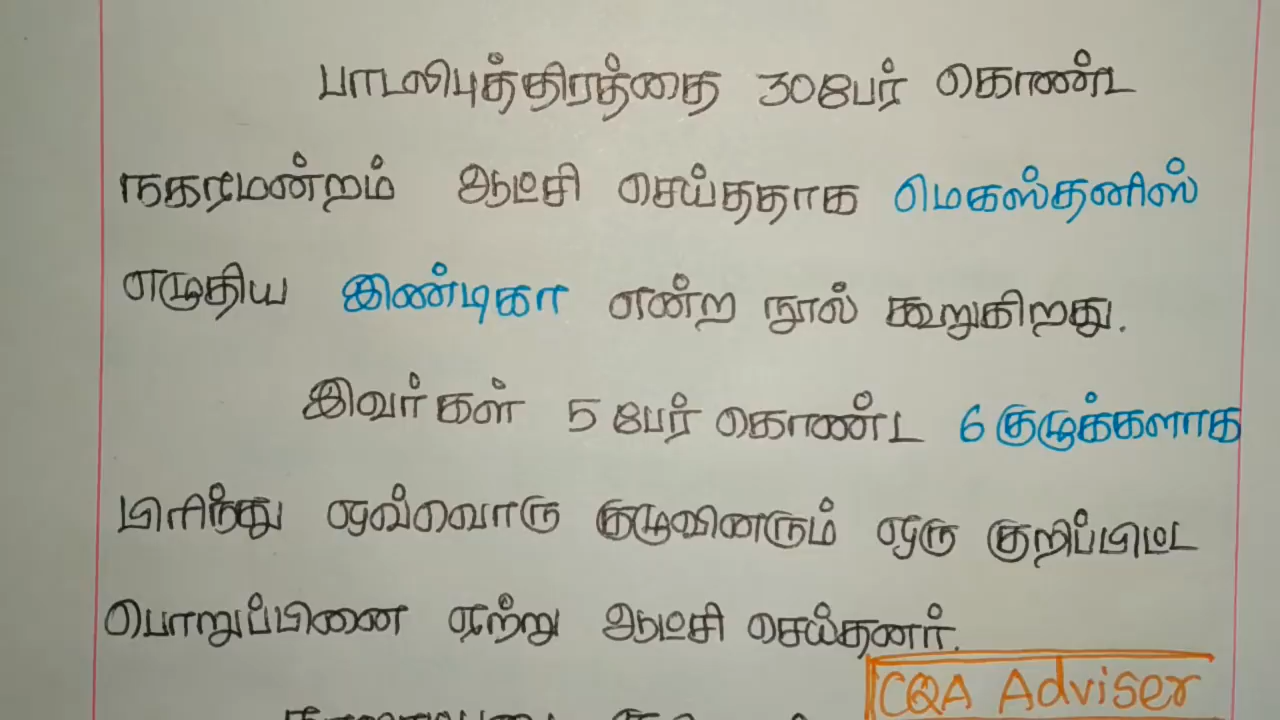 பாடலிபுத்திரத்தை 30பேர் கொண்ட
நகரமன்றம் ஆட்சி செய்ததாக மெகஸ்தனிஸ்
எழுதிய இண்டிகா என்ற நூல் கூறுகிறது.
இவர்கள் 5 பேர் கொண்ட 6 குழுக்களாக
பிரிந்து ஒவ்வொரு குழுவினரும் ஒரு குறிப்பிட்ட
பொறுப்பினை ஏற்று ஆட்சி செய்தனர்.
CQA Adviser